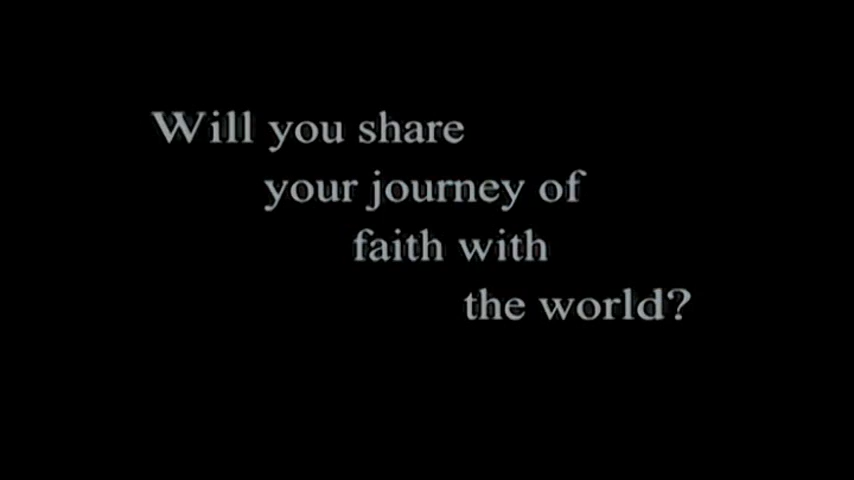 Will you share
your journey of
faith with
the world?